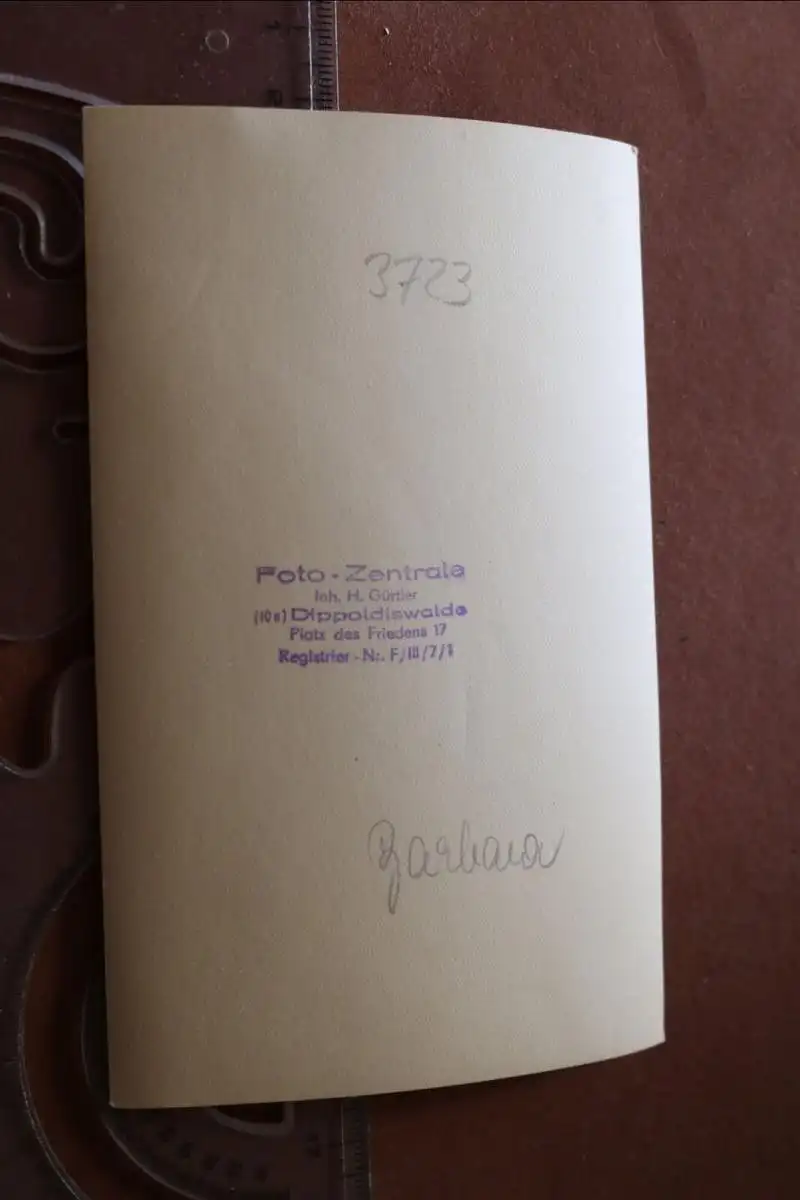 3723
Foto - Zentrale
Inh. H. Gürtler
(10a) Dippoldiswalde
Platz des Friedens 17
Registrier - Nr. F/III/7/1
Barbara